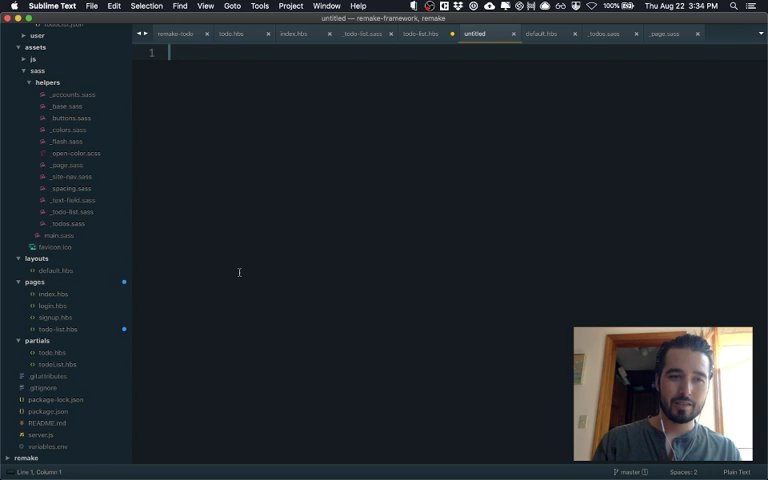 Sublime Text File Edit Selection Find View Goto Tools Project Window Help 100% Thu Aug 22 3:34 PM
untitled — remake-framework, remake
remake-todo todo.hbs index.hbs _todo-list.sass todo-list.hbs untitled default.hbs _todos.sass _page.sass
todoList.json
user
assets
js
sass
helpers
_accounts.sass
_base.sass
_buttons.sass
_colors.sass
_flash.sass
_open-color.scss
_page.sass
_site-nav.sass
_spacing.sass
_text-field.sass
_todo-list.sass
_todos.sass
main.sass
favicon.ico
layouts
default.hbs
pages
index.hbs
login.hbs
signup.hbs
todo-list.hbs
partials
todo.hbs
todoList.hbs
.gitattributes
.gitignore
package-lock.json
package.json
README.md
server.js
variables.env
remake
1
Line 1, Column 1 master Spaces: 2 Plain Text